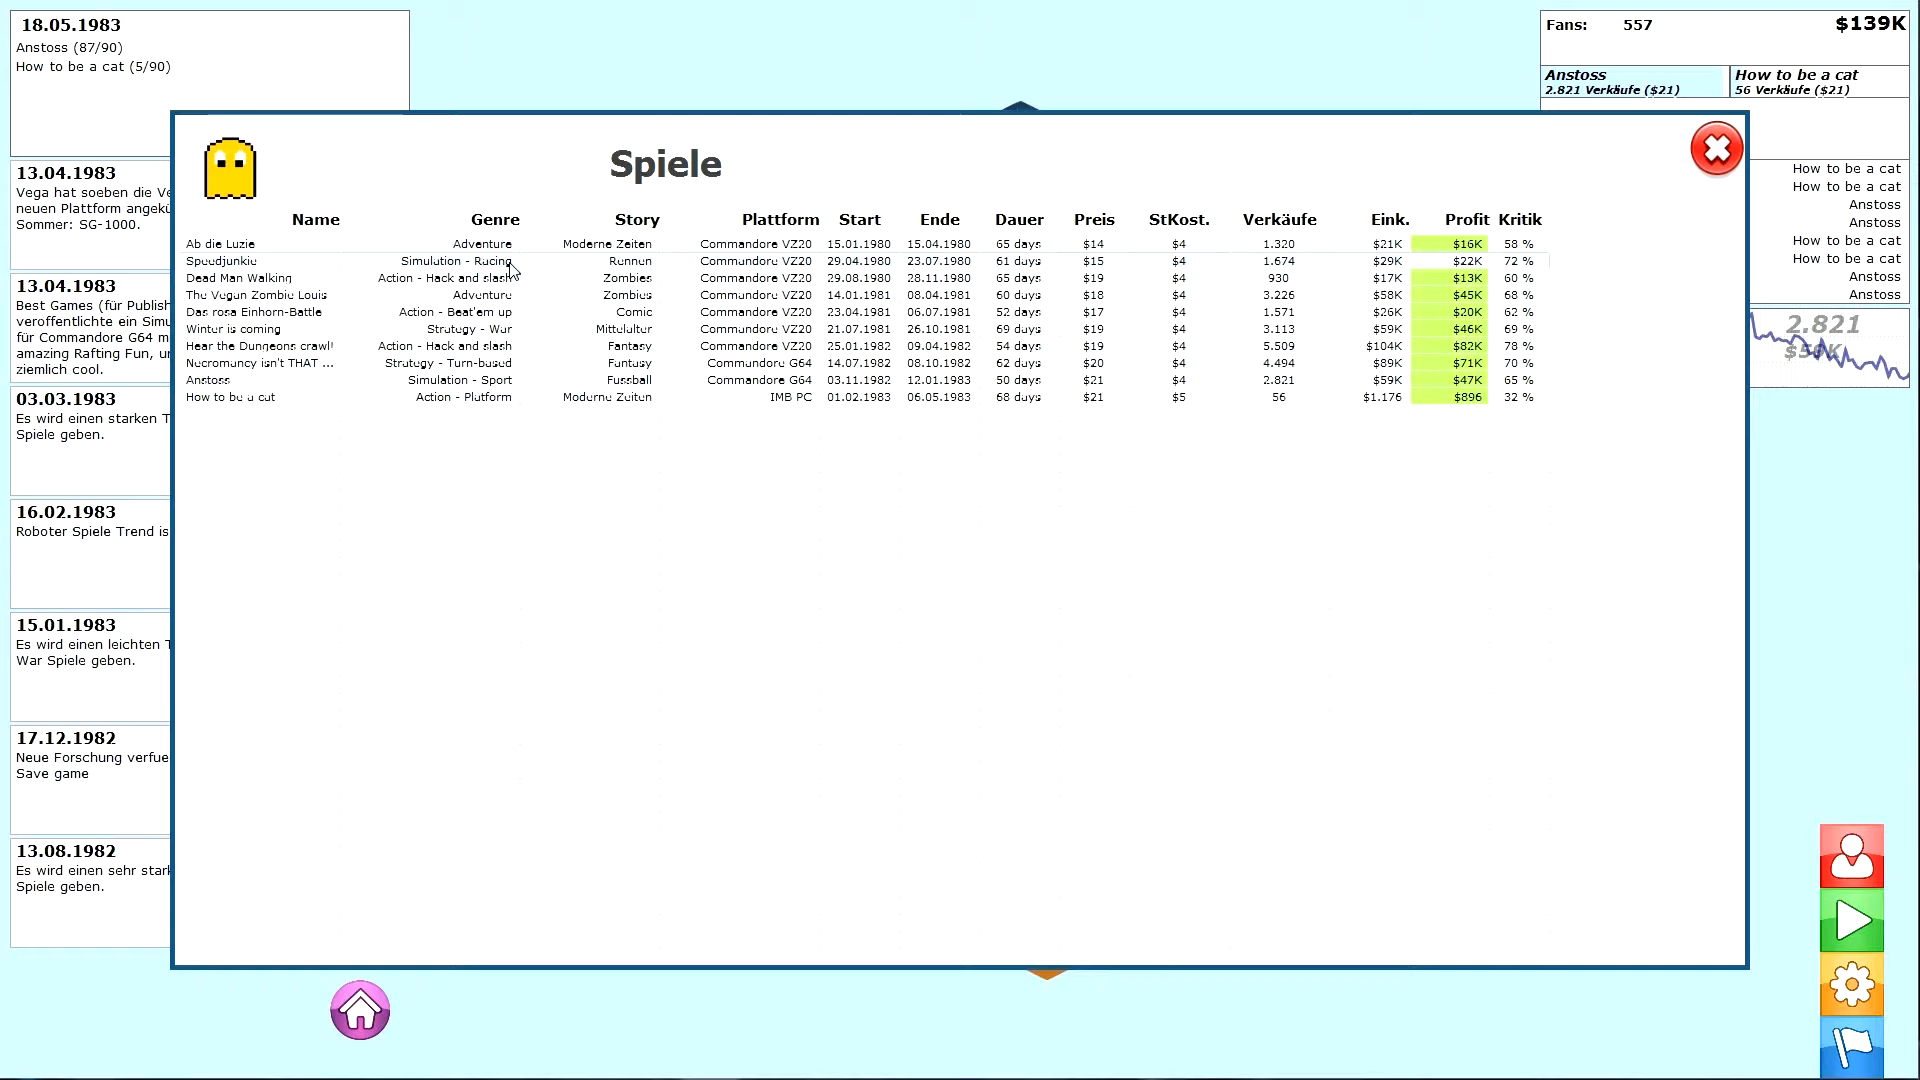 18.05.1983
Anstoss (87/90)
How to be a cat (5/90)
13.04.1983
Vega hat soeben die
neuen Plattform
Sommer: SG-1000.
13.04.1983
Best Games (für
veroffentlichte ein
für Commandore G64
amazing Rafting Fun,
ziemlich cool.
03.03.1983
Es wird einen starken
Spiele geben.
16.02.1983
Roboter Spiele Trend is
15.01.1983
Es wird einen leichten
War Spiele geben.
17.12.1982
Neue Forschung
Save game
13.08.1982
Es wird einen sehr
Spiele geben.
Spiele
Name Genre Story Plattform Start Ende Dauer Preis StKost. Verkäufe Eink. Profit Kritik
Ab die Luzie Adventure Moderne Zeiten Commandore VZ20 15.01.1980 15.04.1980 65 days $14 $4 1.320 $21K $16K 58 %
Speedjunkie Simulation - Racing Rennen Commandore VZ20 29.04.1980 23.07.1980 61 days $15 $4 1.674 $29K $22K 72 %
Dead Man Walking Action - Hack and slash Zombies Commandore VZ20 29.08.1980 28.11.1980 65 days $19 $4 930 $17K $13K 60 %
The Vegan Zombie Louis Adventure Zombies Commandore VZ20 14.01.1981 08.04.1981 60 days $18 $4 3.226 $58K $45K 68 %
Das rosa Einhorn-Battle Action - Beat'em up Comic Commandore VZ20 23.04.1981 06.07.1981 52 days $17 $4 1.571 $26K $20K 62 %
Winter is coming Strategy - War Mittelalter Commandore VZ20 21.07.1981 26.10.1981 69 days $19 $4 3.113 $59K $46K 69 %
Hear the Dungeons crawl! Action - Hack and slash Fantasy Commandore VZ20 25.01.1982 09.04.1982 54 days $19 $4 5.509 $104K $82K 78 %
Necromancy isn't THAT ... Strategy - Turn-based Fantasy Commandore G64 14.07.1982 08.10.1982 62 days $20 $4 4.494 $89K $71K 70 %
Anstoss Simulation - Sport Fussball Commandore G64 03.11.1982 12.01.1983 50 days $21 $4 2.821 $59K $47K 65 %
How to be a cat Action - Platform Moderne Zeiten IMB PC 01.02.1983 06.05.1983 68 days $21 $5 56 $1.176 $896 32 %
Fans: 557 $139K
Anstoss How to be a cat
2.821 Verkäufe ($21) 56 Verkäufe ($21)
How to be a cat
How to be a cat
Anstoss
Anstoss
How to be a cat
How to be a cat
Anstoss
Anstoss
2.821
$59K